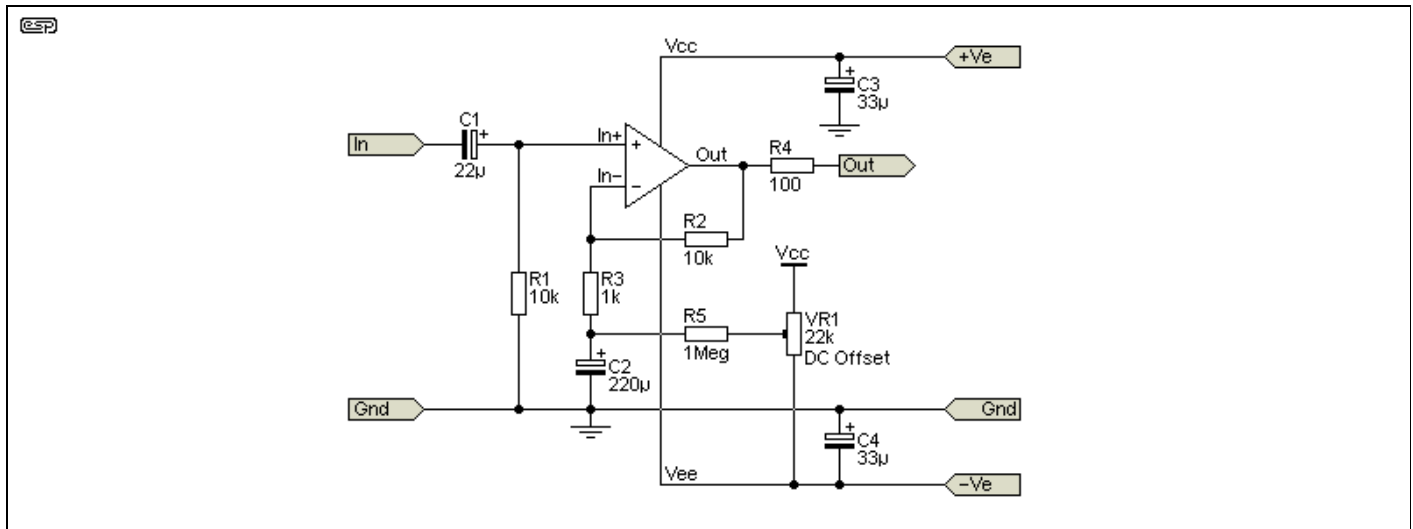 esp
Vcc
+Ve
C3
33µ
C1
In
22µ
In+
+
Out
R4
100
Out
In-
−
R2
10k
Vcc
R1
10k
R3
1k
R5
1Meg
VR1
22k
DC Offset
C2
220µ
Gnd
Gnd
C4
33µ
Vee
−Ve